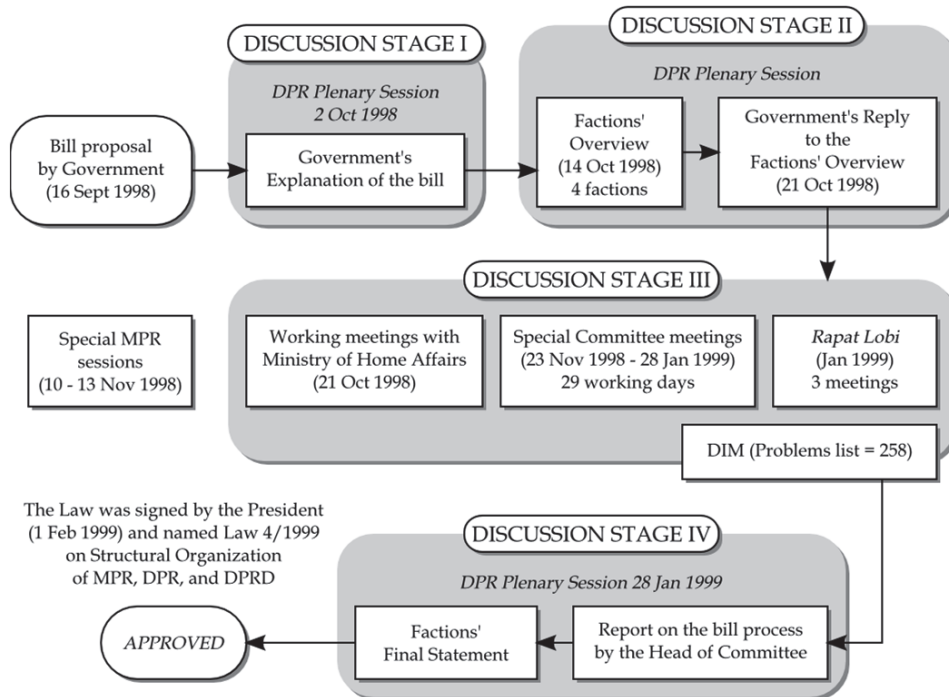 DISCUSSION STAGE I
DPR Plenary Session
2 Oct 1998
Bill proposal
by Government
(16 Sept 1998)
Government's
Explanation of the bill
DISCUSSION STAGE II
DPR Plenary Session
Factions'
Overview
(14 Oct 1998)
4 factions
Government's Reply
to the
Factions' Overview
(21 Oct 1998)
DISCUSSION STAGE III
Special MPR
sessions
(10 - 13 Nov 1998)
Working meetings with
Ministry of Home Affairs
(21 Oct 1998)
Special Committee meetings
(23 Nov 1998 - 28 Jan 1999)
29 working days
Rapat Lobi
(Jan 1999)
3 meetings
DIM (Problems list = 258)
The Law was signed by the President
(1 Feb 1999) and named Law 4/1999
on Structural Organization
of MPR, DPR, and DPRD
DISCUSSION STAGE IV
DPR Plenary Session 28 Jan 1999
APPROVED
Factions'
Final Statement
Report on the bill process
by the Head of Committee